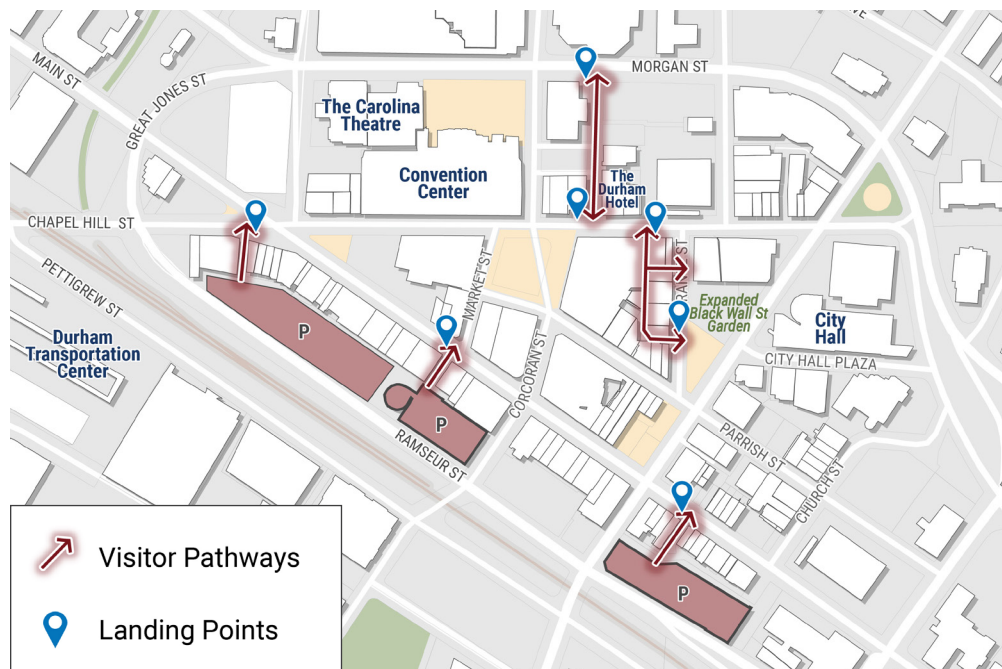 MAIN ST
GREAT JONES ST
MORGAN ST
The Carolina
Theatre
Convention
Center
The
Durham
Hotel
CHAPEL HILL ST
PETTIGREW ST
MARKET ST
Expanded
Black Wall St
Garden
City
Hall
CITY HALL PLAZA
Durham
Transportation
Center
P
P
CORCORAN ST
RAMSEUR ST
PARRISH ST
CHURCH ST
P
Visitor Pathways
Landing Points